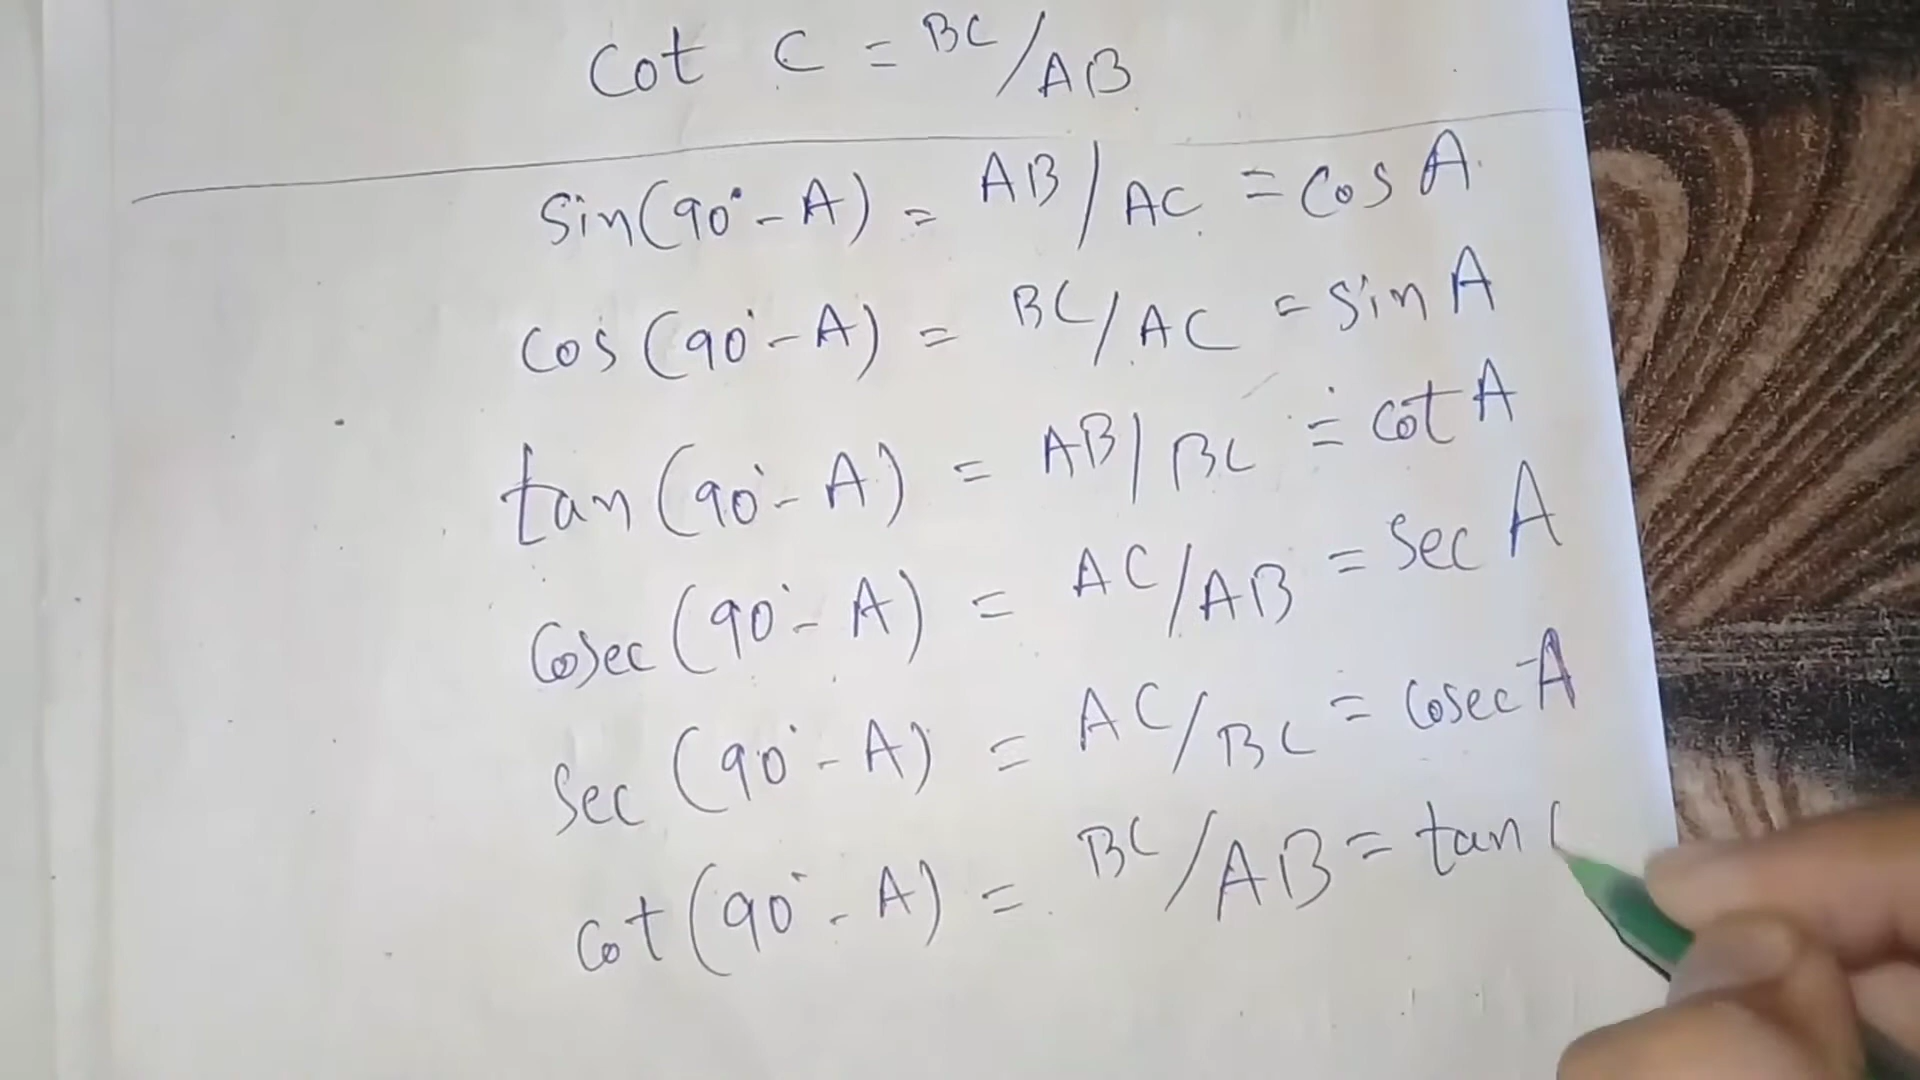 Cot C = BC/AB
Sin(90° - A) = AB/AC = Cos A
Cos(90° - A) = BC/AC = Sin A
tan(90° - A) = AB/BC = Cot A
Cosec(90° - A) = AC/AB = Sec A
Sec(90° - A) = AC/BC = Cosec A
Cot(90° - A) = BC/AB = tan